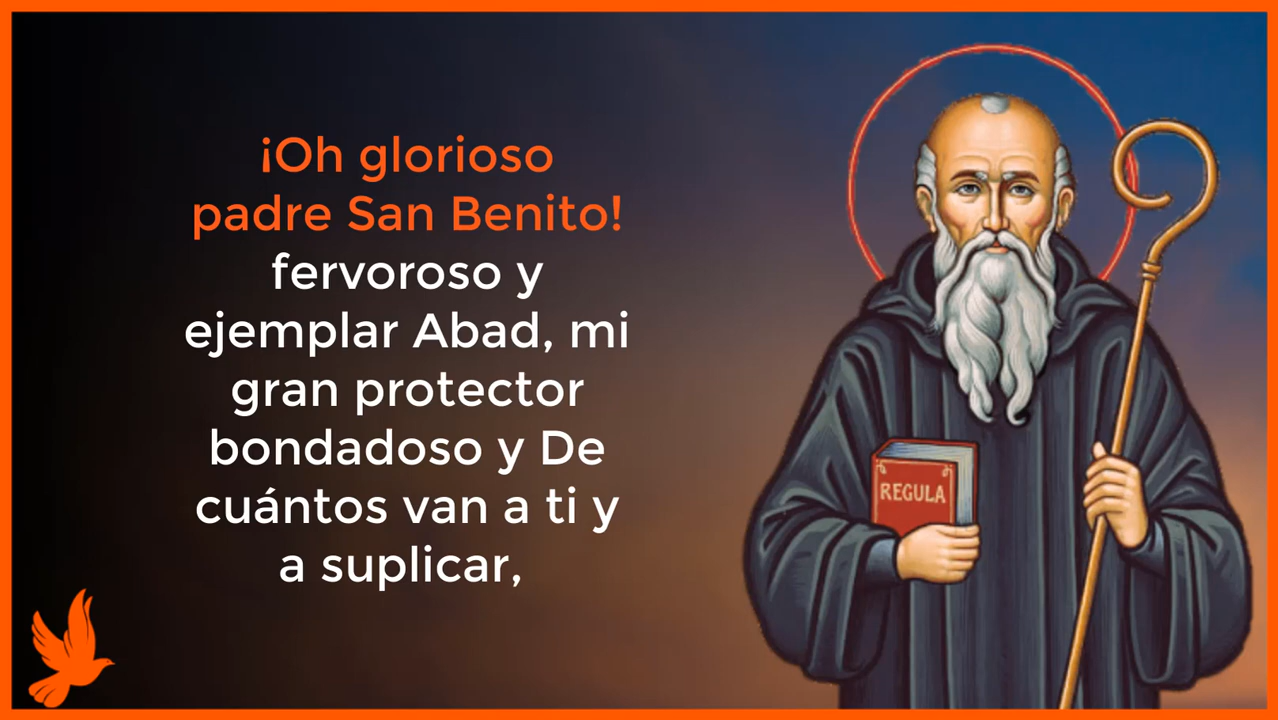 ¡Oh glorioso
padre San Benito!
fervoroso y
ejemplar Abad, mi
gran protector
bondadoso y De
cuántos van a ti y
a suplicar,
REGULA